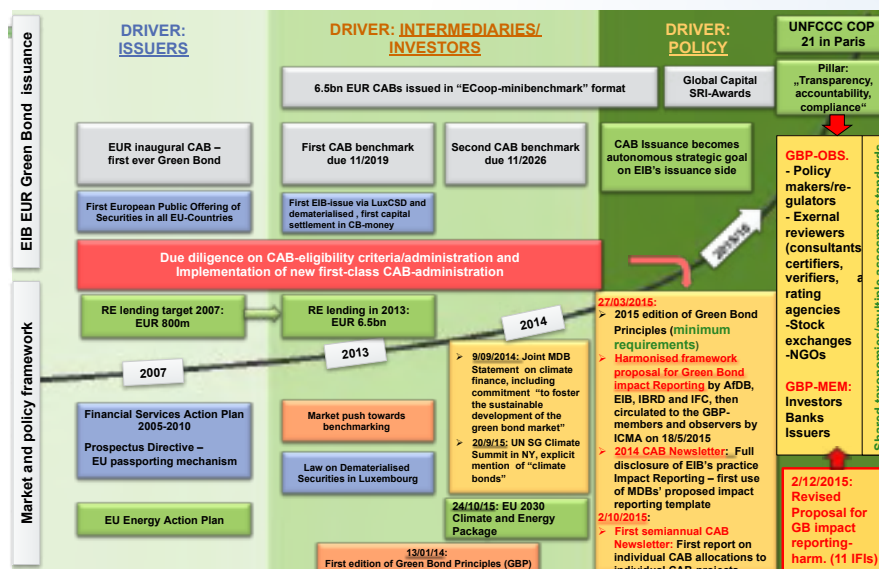 DRIVER:
ISSUERS
DRIVER: INTERMEDIARIES/
INVESTORS
DRIVER:
POLICY
UNFCCC COP
21 in Paris
EIB EUR Green Bond issuance
6.5bn EUR CABs issued in “ECoop-minibenchmark” format
Global Capital
SRI-Awards
Pillar:
„Transparency,
accountability,
compliance“
EUR inaugural CAB –
first ever Green Bond
First CAB benchmark
due 11/2019
Second CAB benchmark
due 11/2026
CAB Issuance becomes
autonomous strategic goal
on EIB’s issuance side
First European Public Offering of
Securities in all EU-Countries
First EIB-issue via LuxCSD and
dematerialised , first capital
settlement in CB-money
Due diligence on CAB-eligibility criteria/administration and
Implementation of new first-class CAB-administration
2015/16
GBP-OBS.
- Policy
makers/re-
gulators
- Exernal
reviewers
(consultants
certifiers,
verifiers,
rating
agencies
-Stock
exchanges
-NGOs
GBP-MEM:
Investors
Banks
Issuers
Shared taxonomies/multiple assessment standards
Market and policy framework
RE lending target 2007:
EUR 800m
RE lending in 2013:
EUR 6.5bn
2007
2013
2014
Financial Services Action Plan
2005-2010
Prospectus Directive –
EU passporting mechanism
EU Energy Action Plan
Market push towards
benchmarking
Law on Dematerialised
Securities in Luxembourg
13/01/14:
First edition of Green Bond Principles (GBP)
➢ 9/09/2014: Joint MDB
Statement on climate
finance, including
commitment “to foster
the sustainable
development of the
green bond market”
➢ 20/9/15: UN SG Climate
Summit in NY, explicit
mention of “climate
bonds”
24/10/15: EU 2030
Climate and Energy
Package
27/03/2015:
➢ 2015 edition of Green Bond
Principles (minimum
requirements)
➢ Harmonised framework
proposal for Green Bond
impact Reporting by AfDB,
EIB, IBRD and IFC, then
circulated to the GBP-
members and observers by
ICMA on 18/5/2015
➢ 2014 CAB Newsletter: Full
disclosure of EIB’s practice
Impact Reporting – first use
of MDBs’ proposed impact
reporting template
2/10/2015:
➢ First semiannual CAB
Newsletter: First report on
individual CAB allocations to
individual CAB projects
2/12/2015:
Revised
Proposal for
GB impact
reporting-
harm. (11 IFIs)